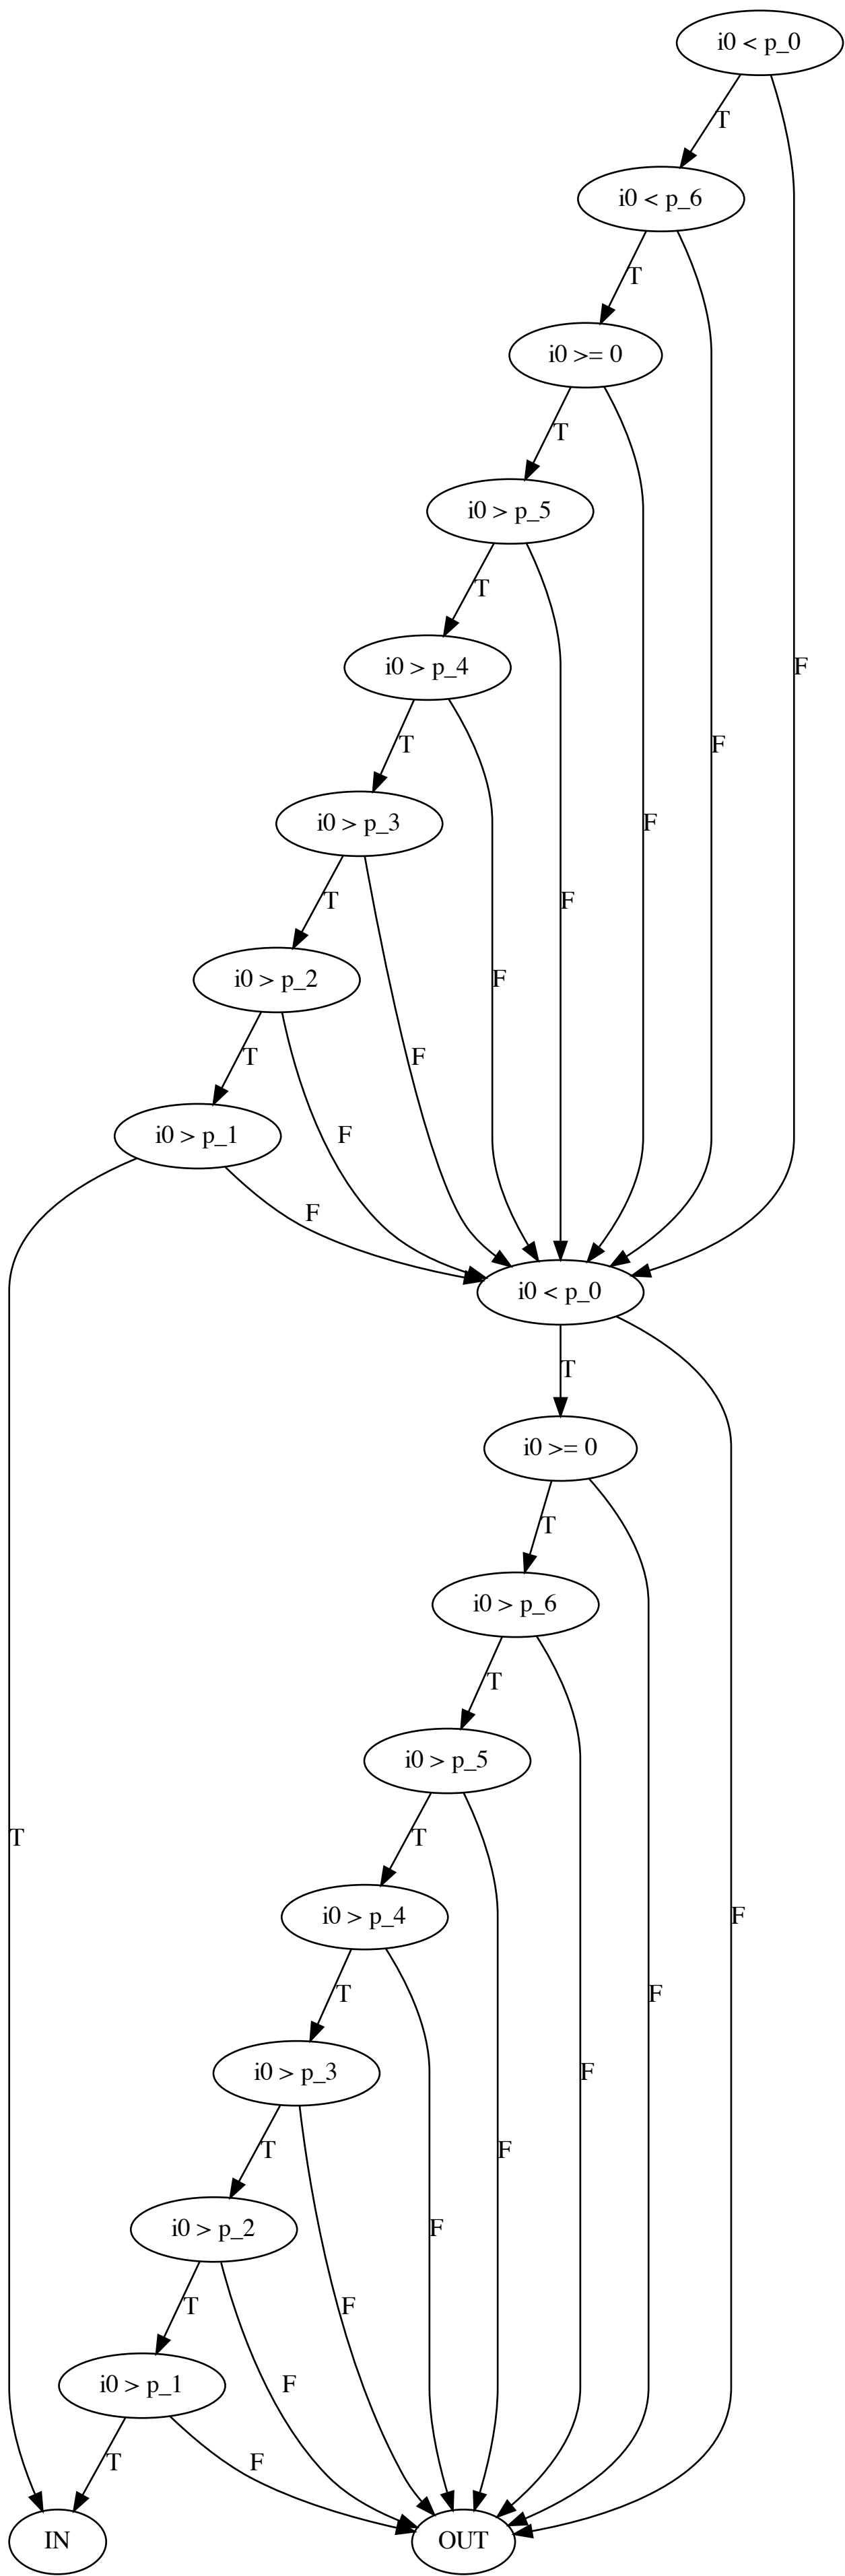 i0 < p_0
T
i0 < p_6
T
i0 >= 0
T
i0 > p_5
T
i0 > p_4
F
T
F
i0 > p_3
F
T
F
i0 > p_2
F
T
F
i0 > p_1
F
F
i0 < p_0
T
i0 >= 0
T
i0 > p_6
T
i0 > p_5
T
T
i0 > p_4
F
T
F
i0 > p_3
F
T
F
i0 > p_2
F
T
F
i0 > p_1
F
T
F
IN
OUT